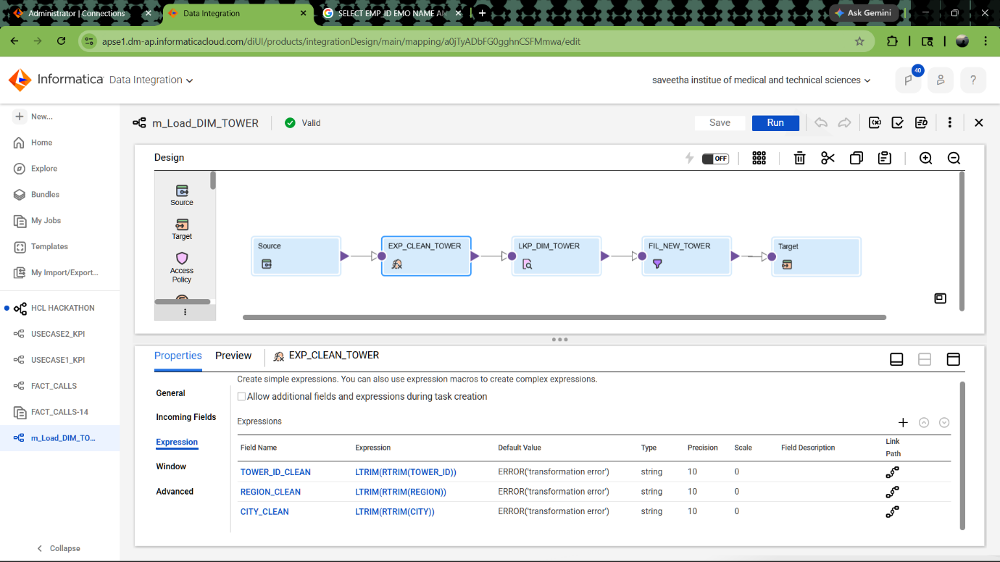 Administrator | Connections
Data Integration
SELECT EMP_ID EMO NAME AN
Ask Gemini
apse1.dm-ap.informaticacloud.com/diUI/products/integrationDesign/main/mapping/a0jTyADbFG0gghnCSFMmwa/edit
Informatica Data Integration
saveetha institue of medical and technical sciences
40
?
New...
Home
Explore
Bundles
My Jobs
Templates
My Import/Export...
HCL HACKATHON
USECASE2_KPI
USECASE1_KPI
FACT_CALLS
FACT_CALLS-14
m_Load_DIM_TO...
Collapse
m_Load_DIM_TOWER
Valid
Save
Run
Design
OFF
Source
Target
Access
Policy
Source
EXP_CLEAN_TOWER
LKP_DIM_TOWER
FIL_NEW_TOWER
Target
Properties
Preview
EXP_CLEAN_TOWER
General
Incoming Fields
Expression
Window
Advanced
Create simple expressions. You can also use expression macros to create complex expressions.
Allow additional fields and expressions during task creation
Expressions
Field Name Expression Default Value Type Precision Scale Field Description Link Path
TOWER_ID_CLEAN LTRIM(RTRIM(TOWER_ID)) ERROR('transformation error') string 10 0
REGION_CLEAN LTRIM(RTRIM(REGION)) ERROR('transformation error') string 10 0
CITY_CLEAN LTRIM(RTRIM(CITY)) ERROR('transformation error') string 10 0